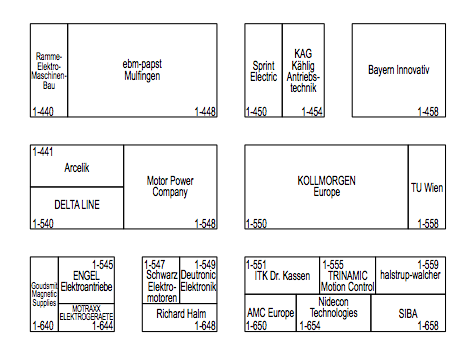 Ramme-
Elektro-
Maschinen-
Bau
1-440
ebm-papst
Mulfingen
1-448
Sprint
Electric
1-450
KAG
Kählig
Antriebs-
technik
1-454
Bayern Innovativ
1-458
1-441
Arcelik
DELTA LINE
1-540
Motor Power
Company
1-548
KOLLMORGEN
Europe
1-550
TU Wien
1-558
Goudsmit
Magnetic
Supplies
1-640
1-545
ENGEL
Elektroantriebe
MOTRAXX
ELEKTROGERAETE
1-644
1-547
Schwarz
Elektro-
motoren
1-549
Deutronic
Elektronik
Richard Halm
1-648
1-551
ITK Dr. Kassen
1-555
TRINAMIC
Motion Control
1-559
halstrup-walcher
AMC Europe
1-650
Nidecon
Technologies
1-654
SIBA
1-658